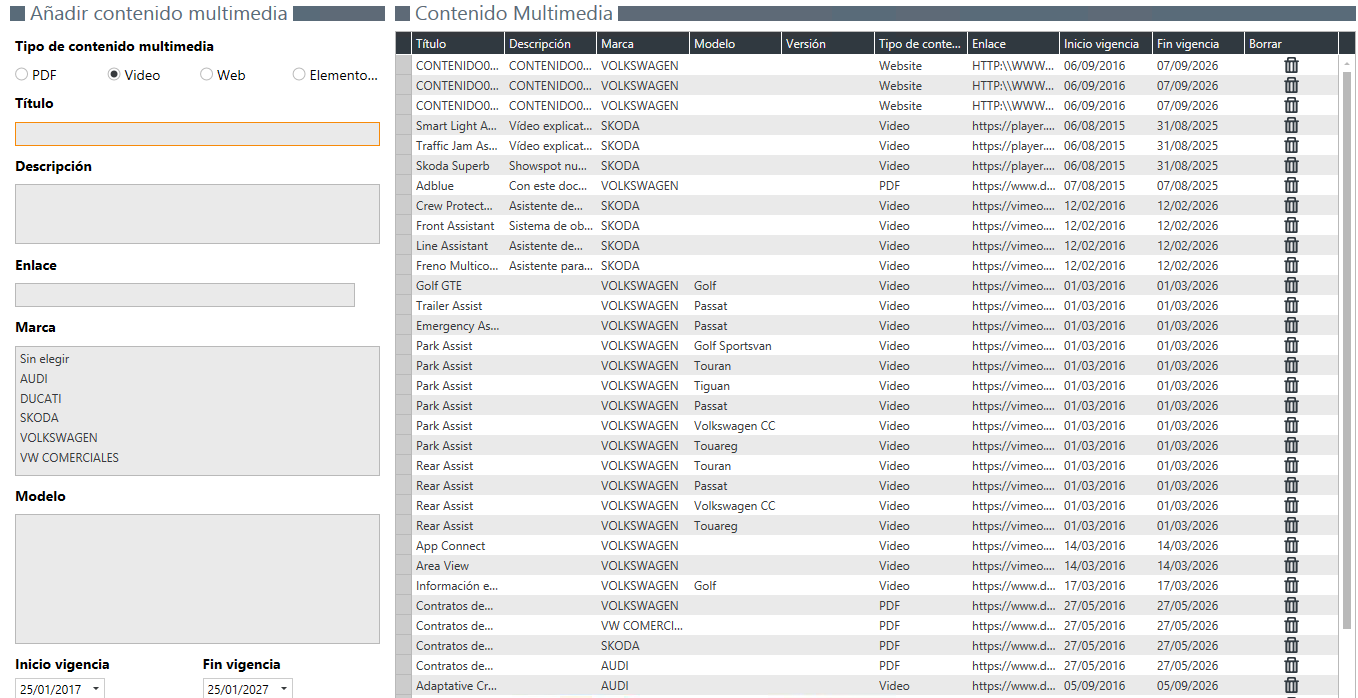 Añadir contenido multimedia
Tipo de contenido multimedia
PDF Video Web Elemento...
Título
Descripción
Enlace
Marca
Sin elegir
AUDI
DUCATI
SKODA
VOLKSWAGEN
VW COMERCIALES
Modelo
Inicio vigencia Fin vigencia
25/01/2017 25/01/2027
Contenido Multimedia
Título Descripción Marca Modelo Versión Tipo de conte... Enlace Inicio vigencia Fin vigencia Borrar
CONTENIDO0... CONTENIDO0... VOLKSWAGEN Website HTTP:\\WWW... 06/09/2016 07/09/2026
CONTENIDO0... CONTENIDO0... VOLKSWAGEN Website HTTP:\\WWW... 06/09/2016 07/09/2026
CONTENIDO0... CONTENIDO0... VOLKSWAGEN Website HTTP:\\WWW... 06/09/2016 07/09/2026
Smart Light A... Vídeo explicat... SKODA Video https://player.... 06/08/2015 31/08/2025
Traffic Jam As... Vídeo explicat... SKODA Video https://player.... 06/08/2015 31/08/2025
Skoda Superb Showspot nu... SKODA Video https://player.... 06/08/2015 31/08/2025
Adblue Con este doc... VOLKSWAGEN PDF https://www.d... 07/08/2015 07/08/2025
Crew Protect... Asistente de... SKODA Video https://vimeo.... 12/02/2016 12/02/2026
Front Assistant Sistema de ob... SKODA Video https://vimeo.... 12/02/2016 12/02/2026
Line Assistant Asistente de... SKODA Video https://vimeo.... 12/02/2016 12/02/2026
Freno Multico... Asistente para... SKODA Video https://vimeo.... 12/02/2016 12/02/2026
Golf GTE VOLKSWAGEN Golf Video https://vimeo.... 01/03/2016 01/03/2026
Trailer Assist VOLKSWAGEN Passat Video https://vimeo.... 01/03/2016 01/03/2026
Emergency As... VOLKSWAGEN Passat Video https://vimeo.... 01/03/2016 01/03/2026
Park Assist VOLKSWAGEN Golf Sportsvan Video https://vimeo.... 01/03/2016 01/03/2026
Park Assist VOLKSWAGEN Touran Video https://vimeo.... 01/03/2016 01/03/2026
Park Assist VOLKSWAGEN Tiguan Video https://vimeo.... 01/03/2016 01/03/2026
Park Assist VOLKSWAGEN Passat Video https://vimeo.... 01/03/2016 01/03/2026
Park Assist VOLKSWAGEN Volkswagen CC Video https://vimeo.... 01/03/2016 01/03/2026
Park Assist VOLKSWAGEN Touareg Video https://vimeo.... 01/03/2016 01/03/2026
Rear Assist VOLKSWAGEN Touran Video https://vimeo.... 01/03/2016 01/03/2026
Rear Assist VOLKSWAGEN Passat Video https://vimeo.... 01/03/2016 01/03/2026
Rear Assist VOLKSWAGEN Volkswagen CC Video https://vimeo.... 01/03/2016 01/03/2026
Rear Assist VOLKSWAGEN Touareg Video https://vimeo.... 01/03/2016 01/03/2026
App Connect VOLKSWAGEN Video https://vimeo.... 14/03/2016 14/03/2026
Area View VOLKSWAGEN Video https://vimeo.... 14/03/2016 14/03/2026
Información e... VOLKSWAGEN Golf Video https://www.d... 17/03/2016 17/03/2026
Contratos de... VOLKSWAGEN PDF https://www.d... 27/05/2016 27/05/2026
Contratos de... VW COMERCI... PDF https://www.d... 27/05/2016 27/05/2026
Contratos de... SKODA PDF https://www.d... 27/05/2016 27/05/2026
Contratos de... AUDI PDF https://www.d... 27/05/2016 27/05/2026
Adaptative Cr... AUDI Video https://www.d... 05/09/2016 05/09/2026